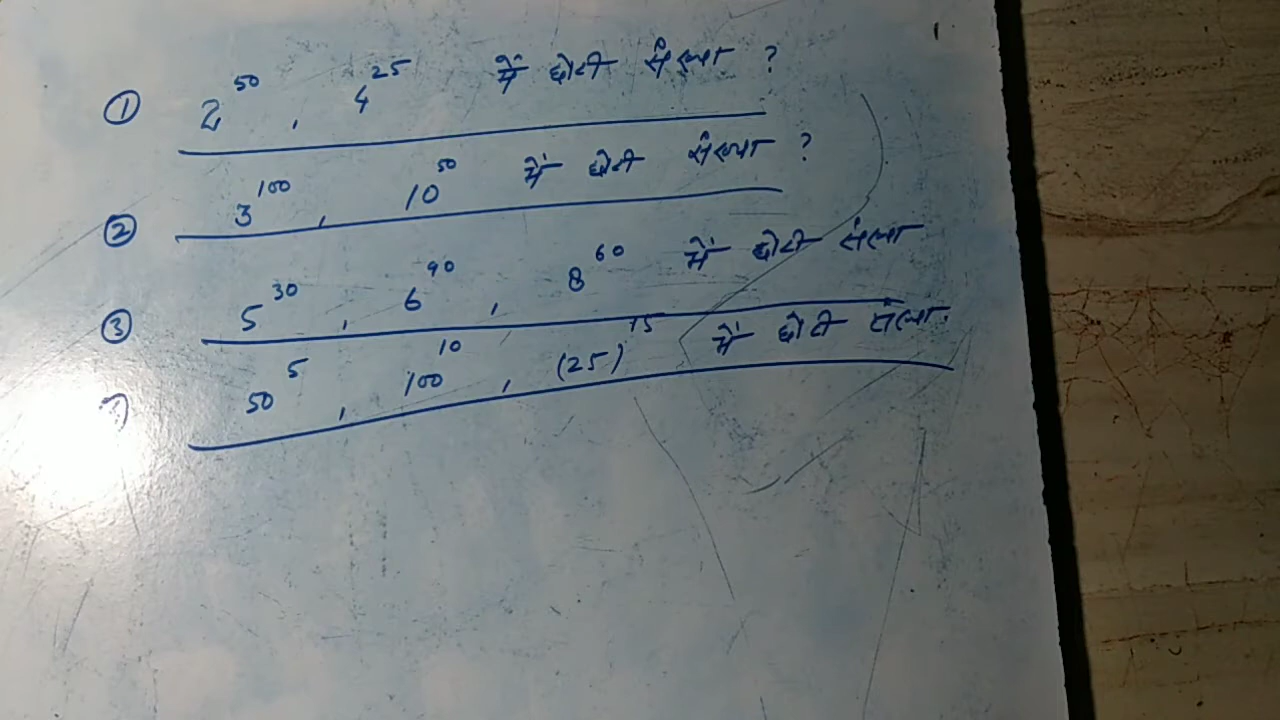 ① 2^50 , 4^25 में छोटी संख्या ?
② 3^100 , 10^50 में छोटी संख्या ?
③ 5^30 , 6^40 , 8^60 में छोटी संख्या
50^5 , 100^10 , (25)^15 में छोटी संख्या